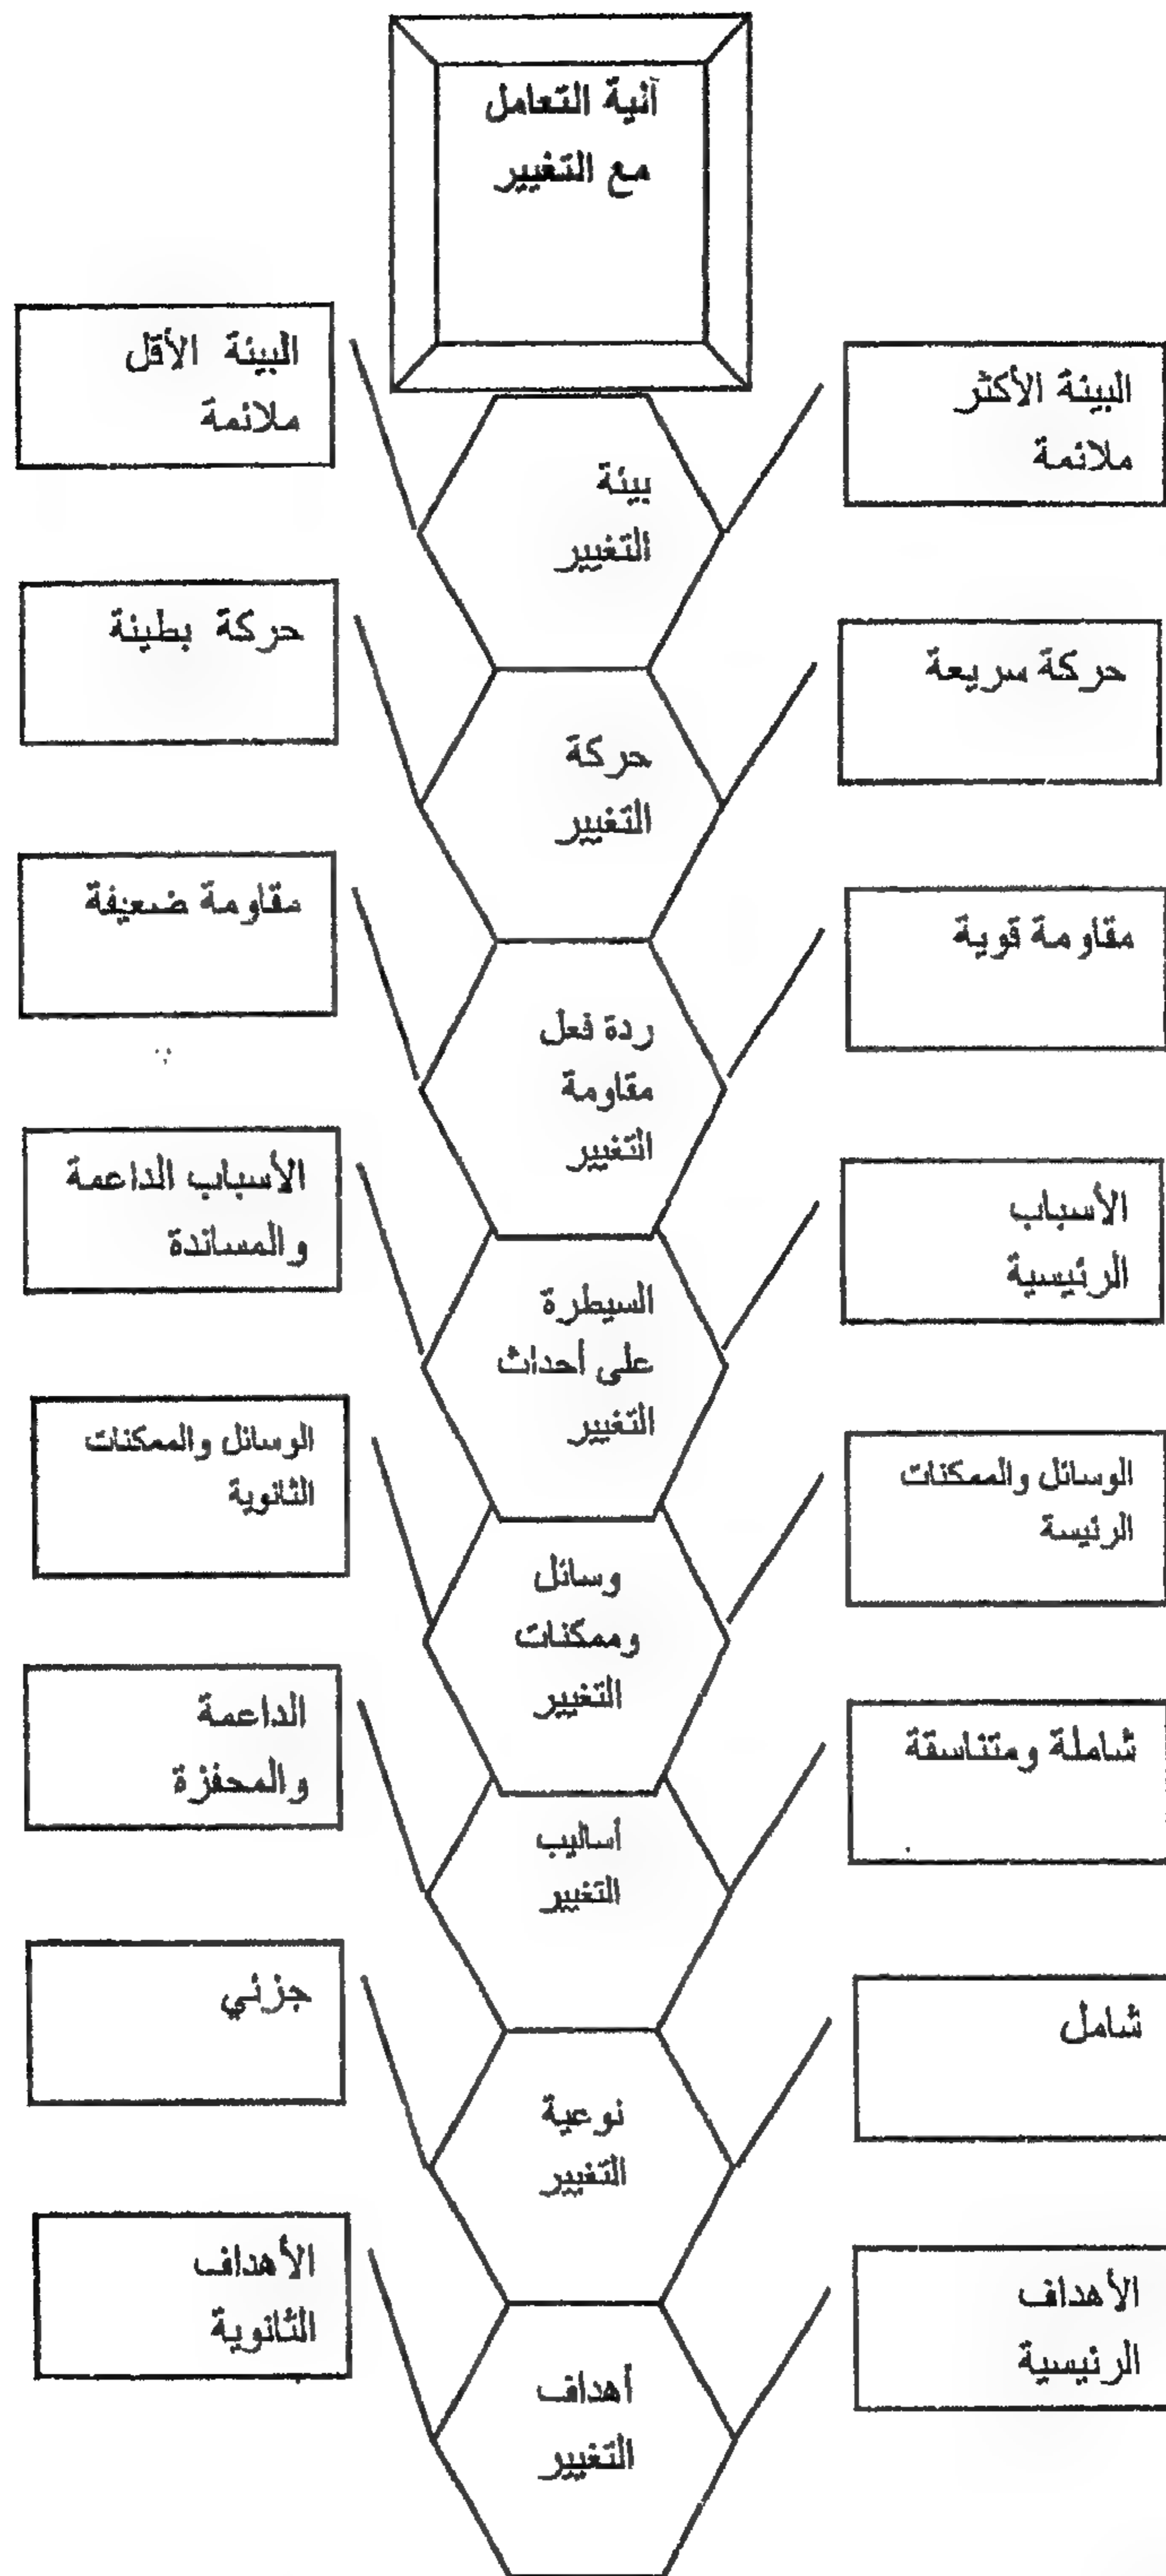 آلية التعامل
مع التغيير
البيئة الأكثر
ملائمة
بيئة
التغيير
البيئة الأقل
ملائمة
حركة سريعة
حركة
التغيير
حركة بطيئة
مقاومة قوية
ردة فعل
مقاومة
التغيير
مقاومة ضعيفة
الأسباب
الرئيسية
السيطرة
على أحداث
التغيير
الأسباب الداعمة
والمساندة
الوسائل والممكنات
الرئيسة
وسائل
وممكنات
التغيير
الوسائل والممكنات
الثانوية
شاملة ومتناسقة
أساليب
التغيير
الداعمة
والمحفزة
شامل
نوعية
التغيير
جزئي
الأهداف
الرئيسية
أهداف
التغيير
الأهداف
الثانوية